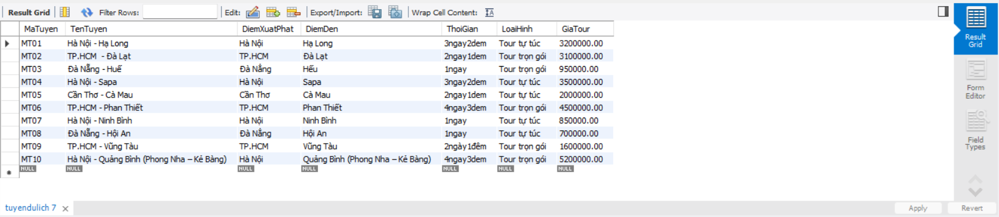 Result Grid Filter Rows: Edit: Export/Import: Wrap Cell Content: IA
MaTuyen TenTuyen DiemXuatPhat DiemDen ThoiGian LoaiHinh GiaTour
MT01 Hà Nội - Hạ Long Hà Nội Hạ Long 3ngay2dem Tour tự túc 3200000.00
MT02 TP.HCM - Đà Lạt TP.HCM Đà Lạt 2ngay1dem Tour trọn gói 3100000.00
MT03 Đà Nẵng - Huế Đà Nẵng Hếu 1ngay Tour trọn gói 950000.00
MT04 Hà Nội - Sapa Hà Nội Sapa 3ngay2dem Tour tự túc 3500000.00
MT05 Cần Thơ - Cà Mau Cần Thơ Cà Mau 2ngay1dem Tour tự túc 2000000.00
MT06 TP.HCM - Phan Thiết TP.HCM Phan Thiết 4ngay3dem Tour trọn gói 4500000.00
MT07 Hà Nội - Ninh Bình Hà Nội Ninh Bình 1ngay Tour tự túc 850000.00
MT08 Đà Nẵng - Hội An Đà Nẵng Hội An 1ngay Tour tự túc 700000.00
MT09 TP.HCM - Vũng Tàu TP.HCM Vũng Tàu 2ngày1đêm Tour trọn gói 1600000.00
MT10 Hà Nội - Quảng Bình (Phong Nha – Kẻ Bàng) Hà Nội Quảng Bình (Phong Nha – Kẻ Bàng) 4ngay3dem Tour trọn gói 5200000.00
NULL NULL NULL NULL NULL NULL NULL
Result
Grid
Form
Editor
Field
Types
tuyendulich 7 Apply Revert